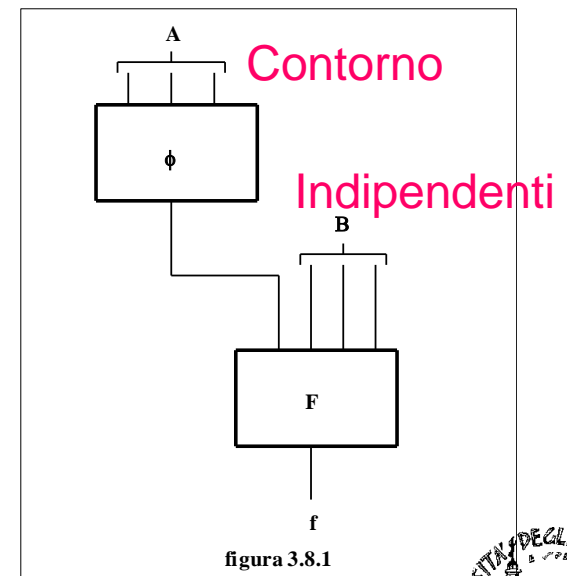 A
Contorno
ϕ
Indipendenti
B
F
f
figura 3.8.1